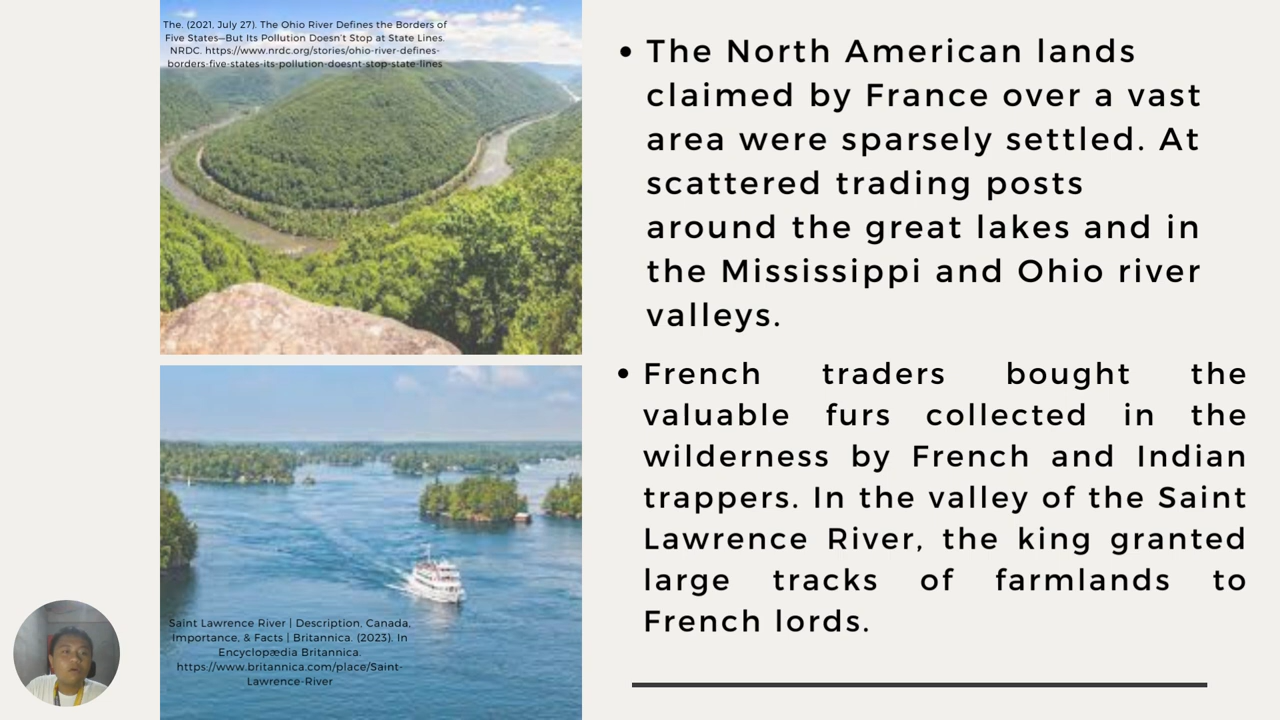 The. (2021, July 27). The Ohio River Defines the Borders of
Five States—But Its Pollution Doesn't Stop at State Lines.
NRDC. https://www.nrdc.org/stories/ohio-river-defines-
borders-five-states-its-pollution-doesnt-stop-state-lines
Saint Lawrence River | Description, Canada,
Importance, & Facts | Britannica. (2023). In
Encyclopædia Britannica.
https://www.britannica.com/place/Saint-
Lawrence-River
• The North American lands
claimed by France over a vast
area were sparsely settled. At
scattered trading posts
around the great lakes and in
the Mississippi and Ohio river
valleys.
• French traders bought the
valuable furs collected in the
wilderness by French and Indian
trappers. In the valley of the Saint
Lawrence River, the king granted
large tracks of farmlands to
French lords.